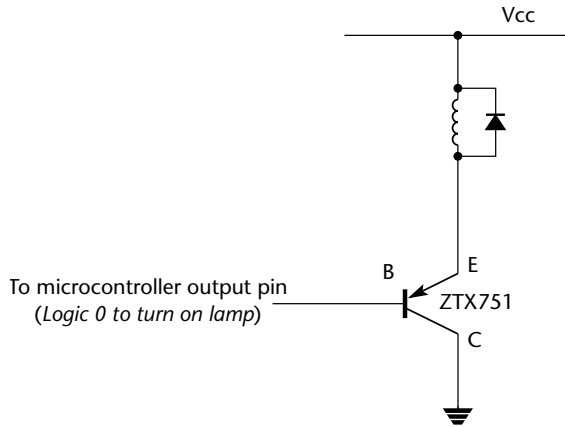 Vcc
B
E
To microcontroller output pin
(Logic 0 to turn on lamp)
ZTX751
C